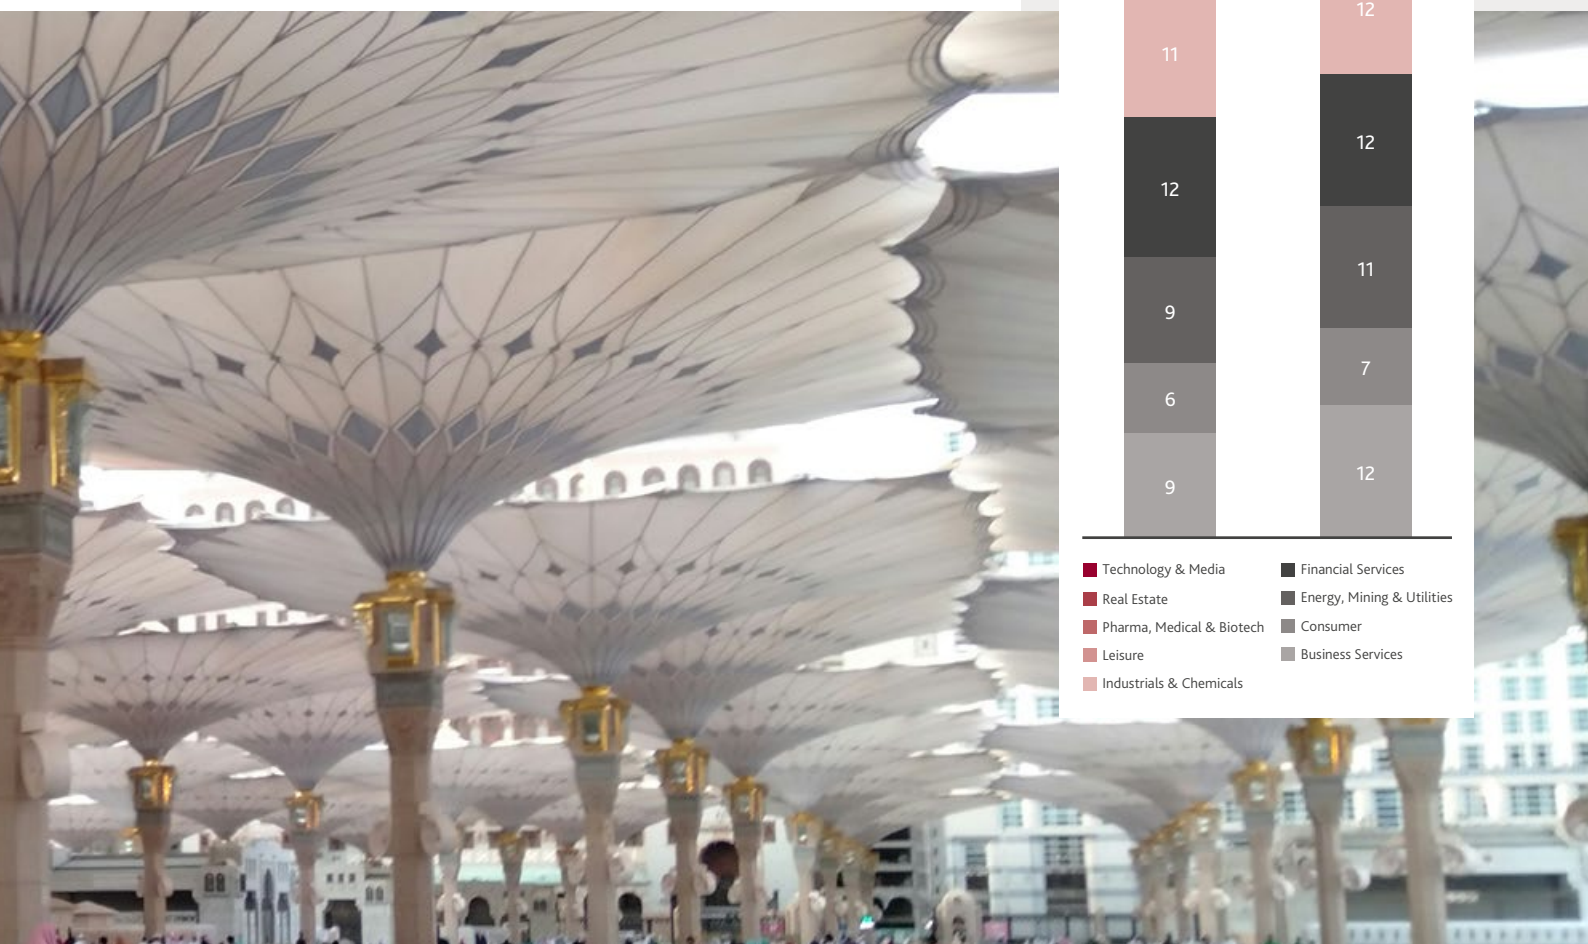 12
11
12
12
11
9
7
6
12
9
Technology & Media
Real Estate
Pharma, Medical & Biotech
Leisure
Industrials & Chemicals
Financial Services
Energy, Mining & Utilities
Consumer
Business Services